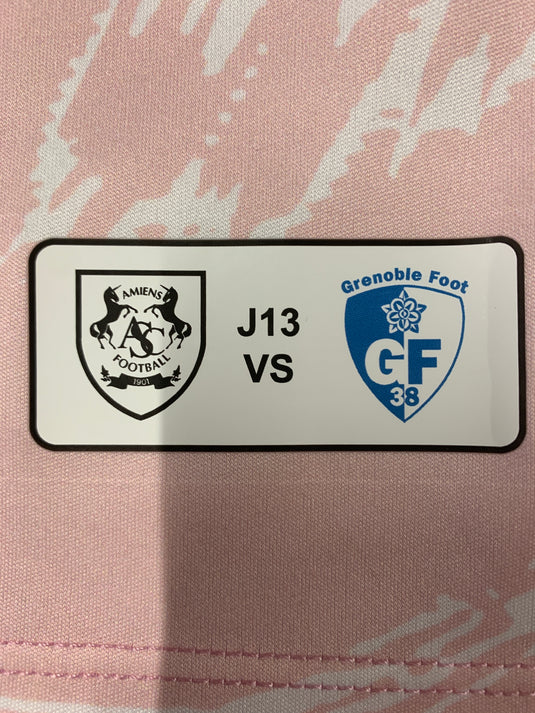 AMIENS
ASC
FOOTBALL
1901
J13
VS
Grenoble Foot
GF
38